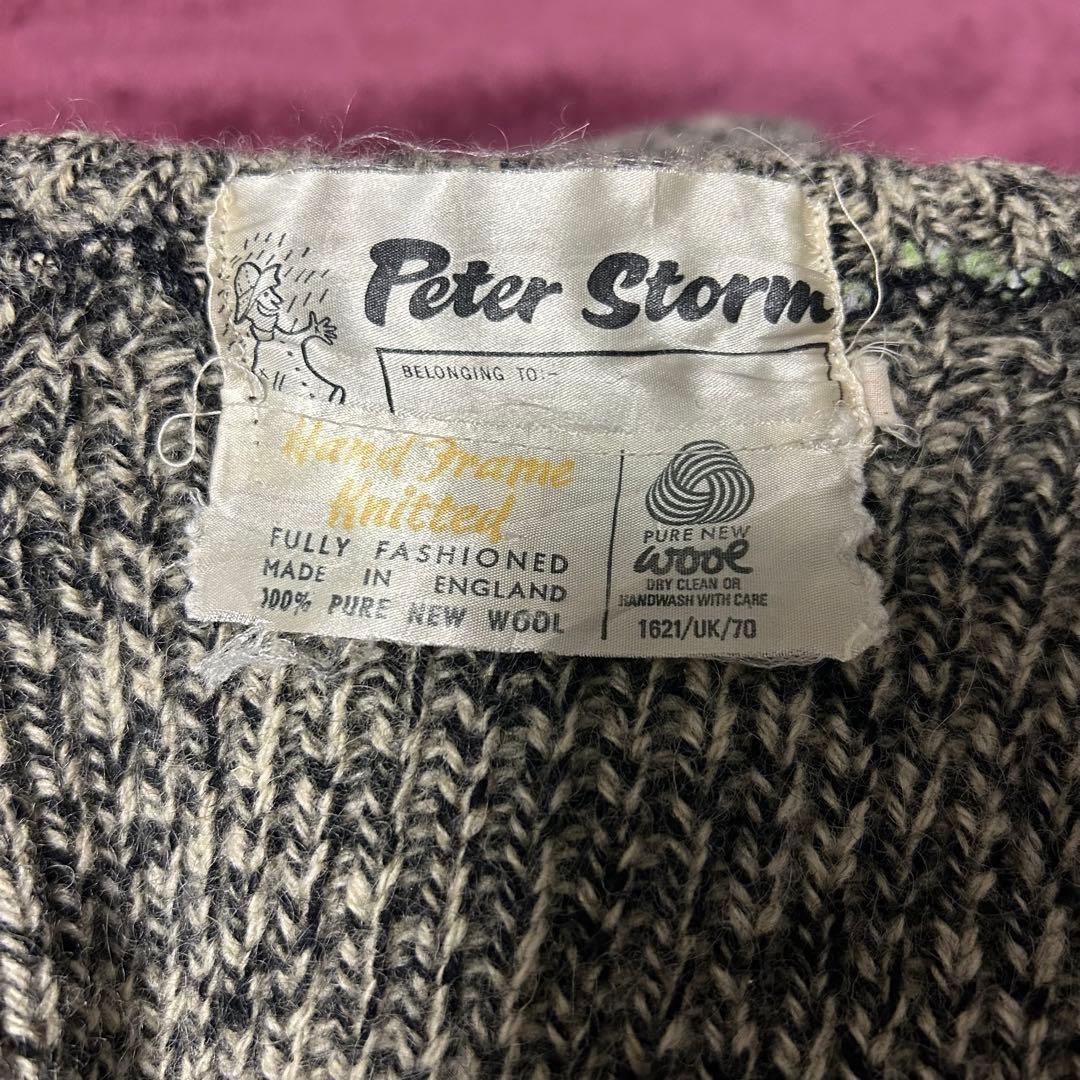 Peter Storm
BELONGING TO:-
Hand Frame
Knitted
FULLY FASHIONED
MADE IN ENGLAND
100% PURE NEW WOOL
PURE NEW
wool
DRY CLEAN OR
HANDWASH WITH CARE
1621/UK/70